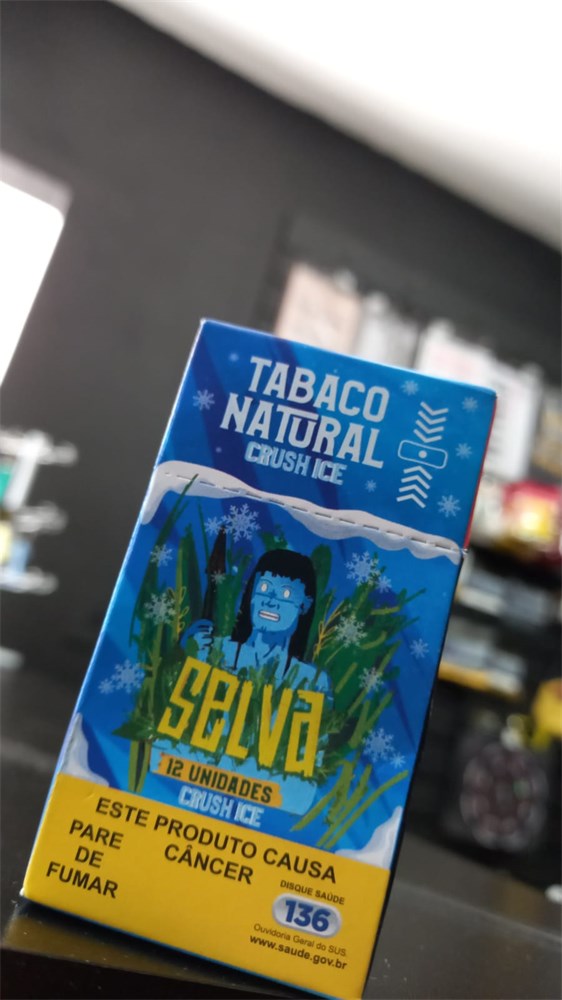 TABACO
NATURAL
CRUSH ICE
SELVA
12 UNIDADES
CRUSH ICE
ESTE PRODUTO CAUSA
CÂNCER
PARE
DE
FUMAR
DISQUE SAÚDE
136
Ouvidoria Geral do SUS.
www.saude.gov.br